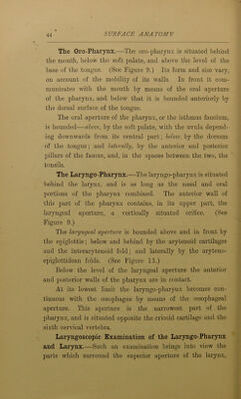 44 SURFACE ANATOMY
The Oro-Pharynx.—The oro-pharynx is situated behind
the mouth, below the soft palate, and above the level of the
base of the tongue. (See Figure 9.) Its form and size vary,
on account of the mobility of its walls. In front it com-
municates with the mouth by means of the oral aperture
of the pharynx, and below that it is bounded anteriorly by
the dorsal surface of the tongue.
The oral aperture of the pharynx, or the isthmus faucium,
is bounded—above, by the soft palate, with the uvula depend-
ing downwards from its central part; below, by the dorsum
of the tongue; and laterally, by the anterior and posterior
pillars of the fauces, and, in the spaces between the two, the
tonsils.
The Laryngo-Pharynx.—The laryngo-pharynx is situated
behind the larynx, and is as long as the nasal and oral
portions of the pharynx combined. The anterior wall of
this part of the pharynx contains, in its upper part, the
laryngeal aperture, a vertically situated orifice. (See
Figure 9.)
The laryngeal aperture is bounded above and in front by
the epiglottis; below and behind by the arytenoid cartilages
and the interarytenoid fold; and laterally by the aryteno-
epiglottidean folds. (See Figure 13.)
Below the level of the laryngeal aperture the anterior
and posterior walls of the pharynx are in contact.
At its lowest limit the laryngo-pharynx becomes con-
tinuous with the œsophagus by means of the œsophageal
aperture. This aperture is the narrowest part of the
pharynx, and is situated opposite the cricoid cartilage and the
sixth cervical vertebra.
Laryngoscopic Examination of the Laryngo-Pharynx
and Larynx.—Such an examination brings into view the
parts which surround the superior aperture of the larynx,